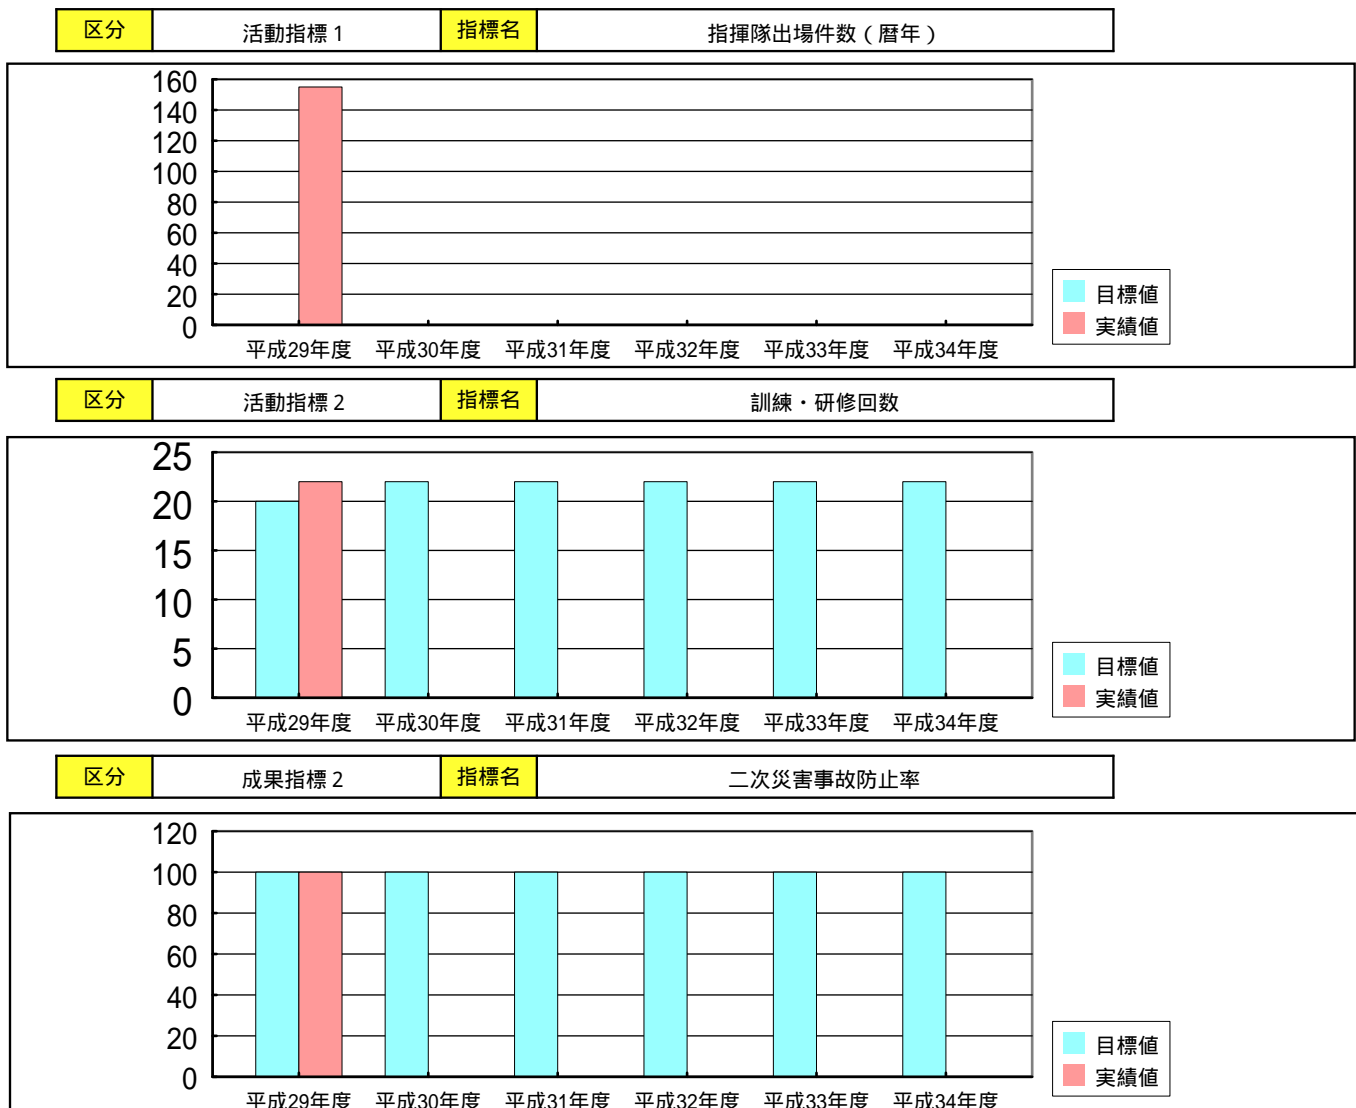 区分 活動指標1 指標名 指揮隊出場件数(暦年)
160
140
120
100
80
60
40
20
0
平成29年度 平成30年度 平成31年度 平成32年度 平成33年度 平成34年度
目標値
実績値
区分 活動指標2 指標名 訓練・研修回数
25
20
15
10
5
0
平成29年度 平成30年度 平成31年度 平成32年度 平成33年度 平成34年度
目標値
実績値
区分 成果指標2 指標名 二次災害事故防止率
120
100
80
60
40
20
0
平成29年度 平成30年度 平成31年度 平成32年度 平成33年度 平成34年度
目標値
実績値